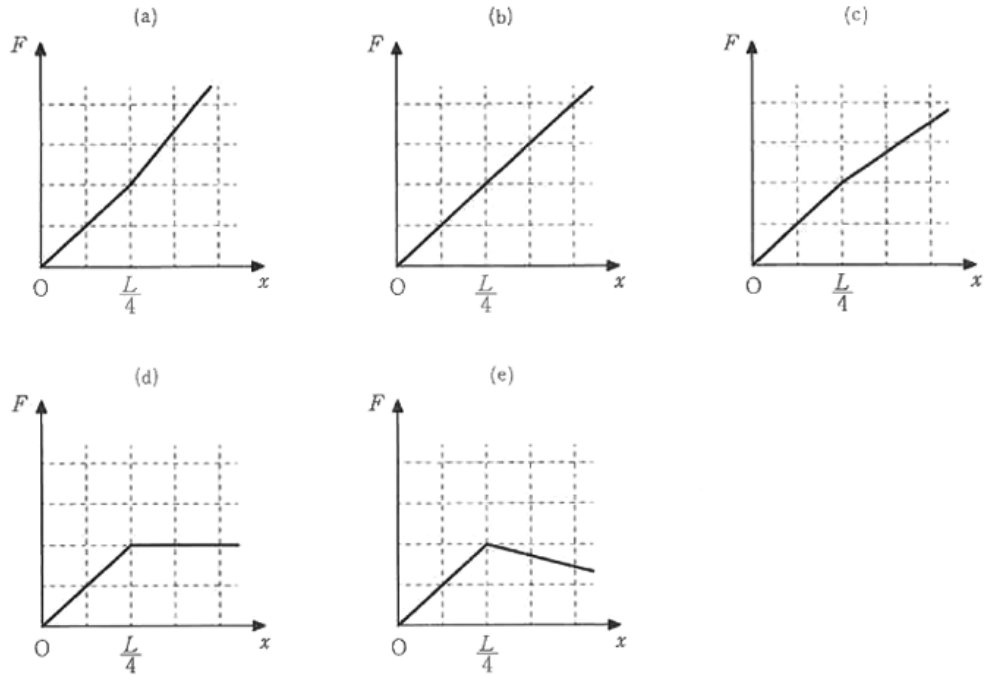 (a) (b) (c)
F F F
O L/4 x O L/4 x O L/4 x
(d) (e)
F F
O L/4 x O L/4 x